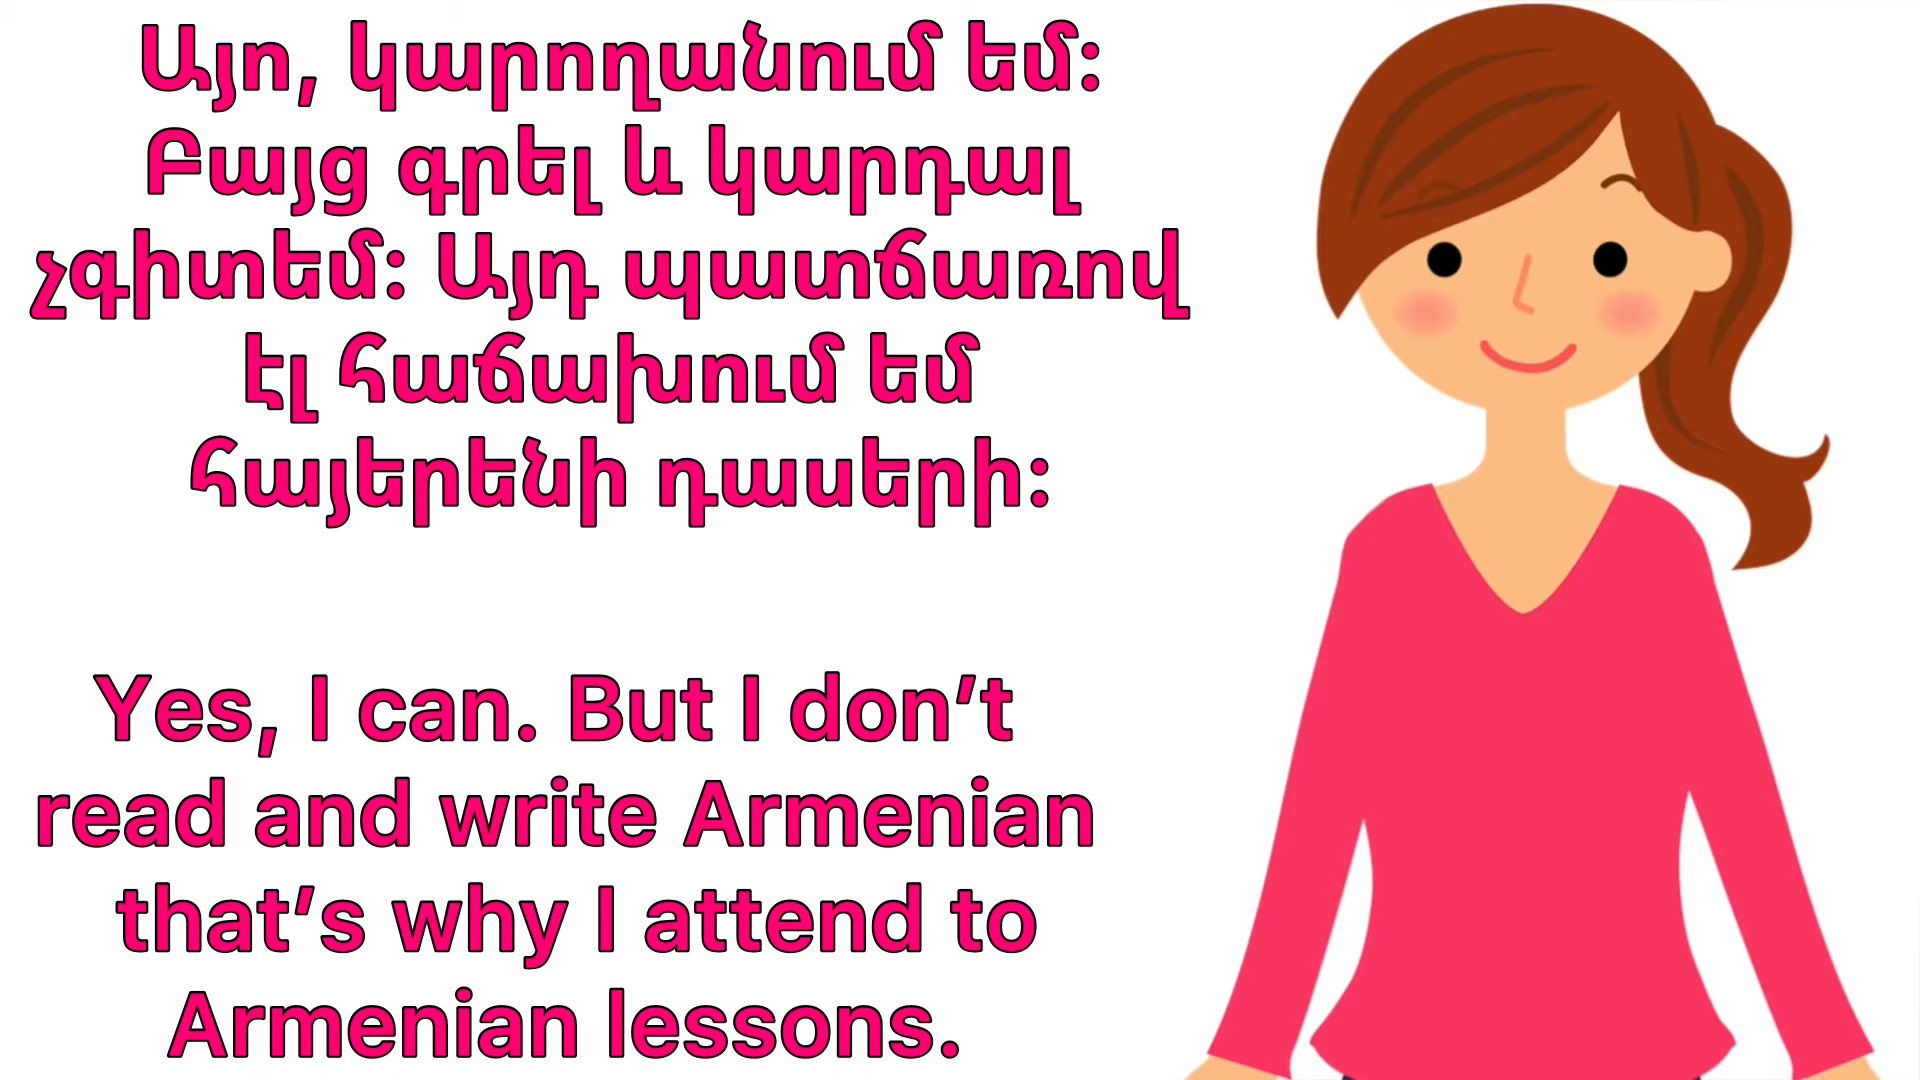 Այո, կարողանում եմ:
Բայց գրել և կարդալ
չգիտեմ: Այդ պատճառով
էլ հաճախում եմ
հայերենի դասերի:
Yes, I can. But I don’t
read and write Armenian
that’s why I attend to
Armenian lessons.